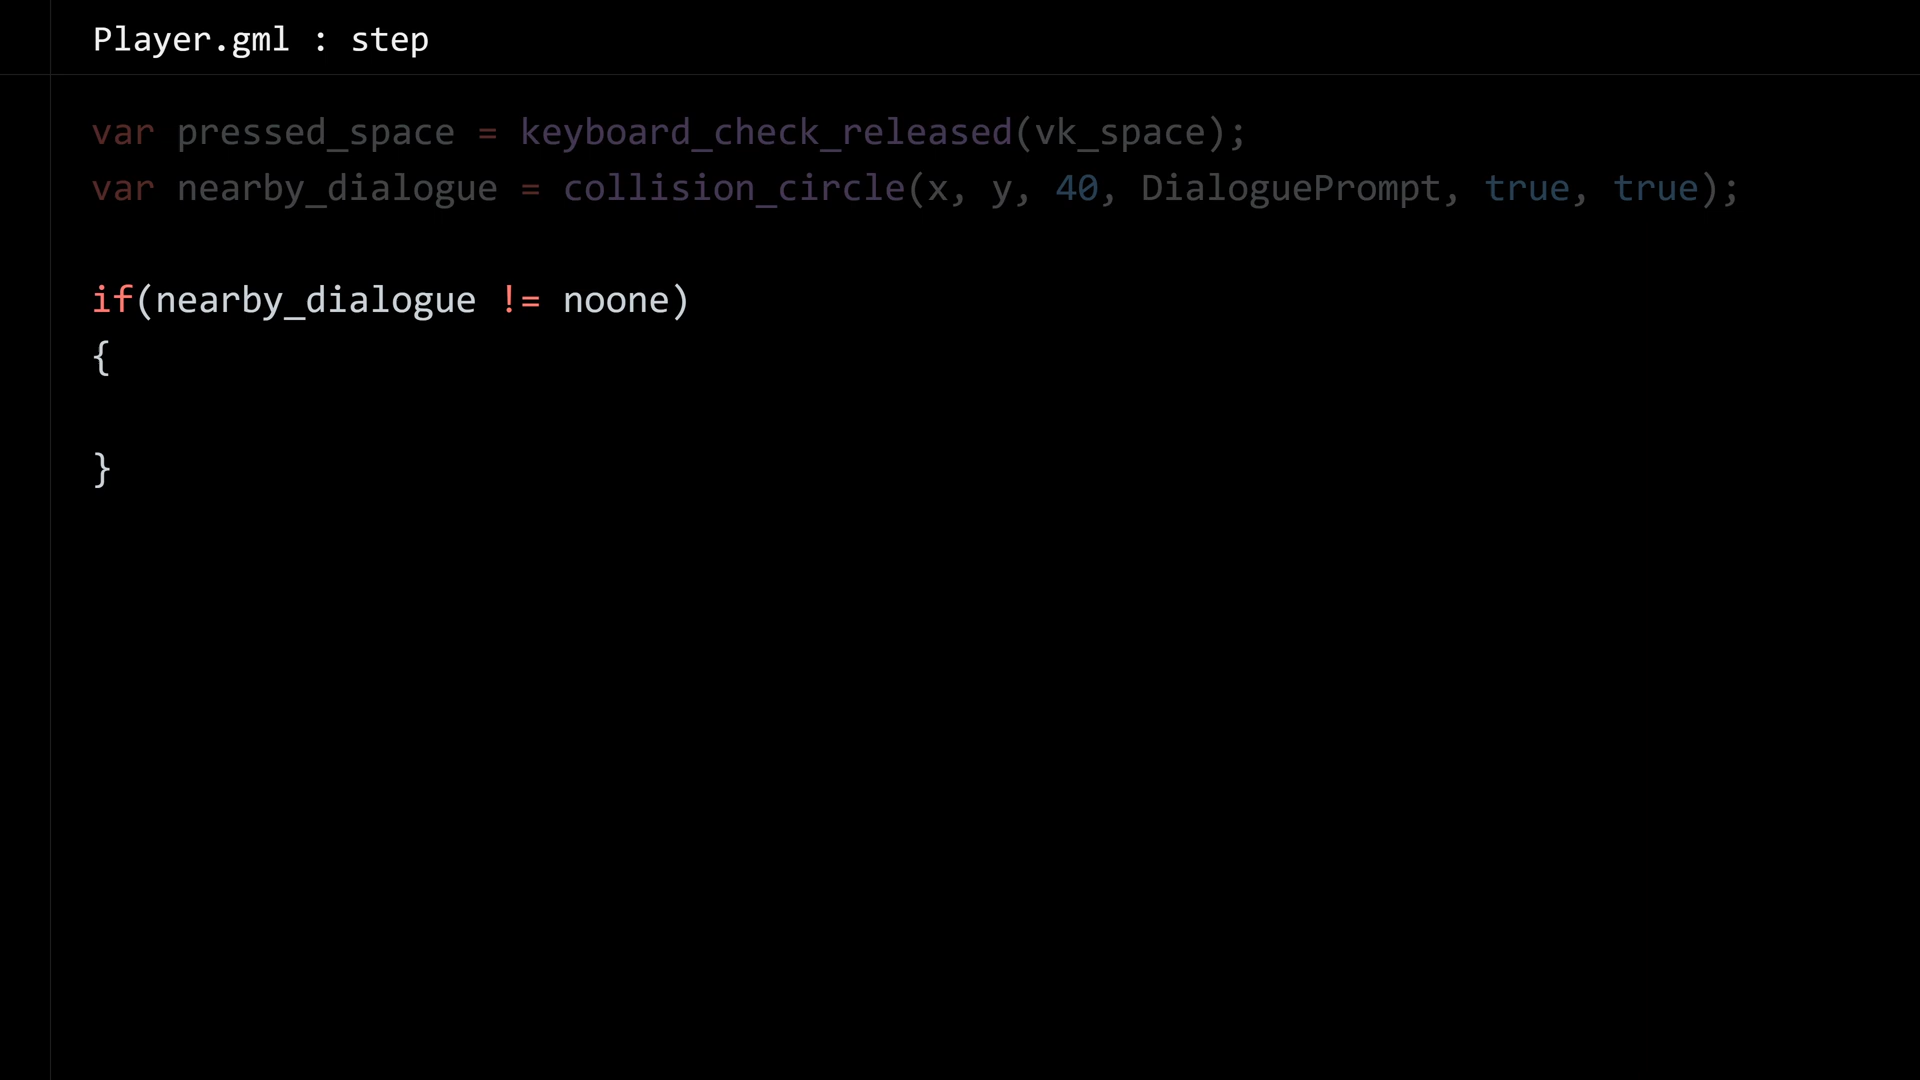 Player.gml : step
var pressed_space = keyboard_check_released(vk_space);
var nearby_dialogue = collision_circle(x, y, 40, DialoguePrompt, true, true);
if(nearby_dialogue != noone)
{
}